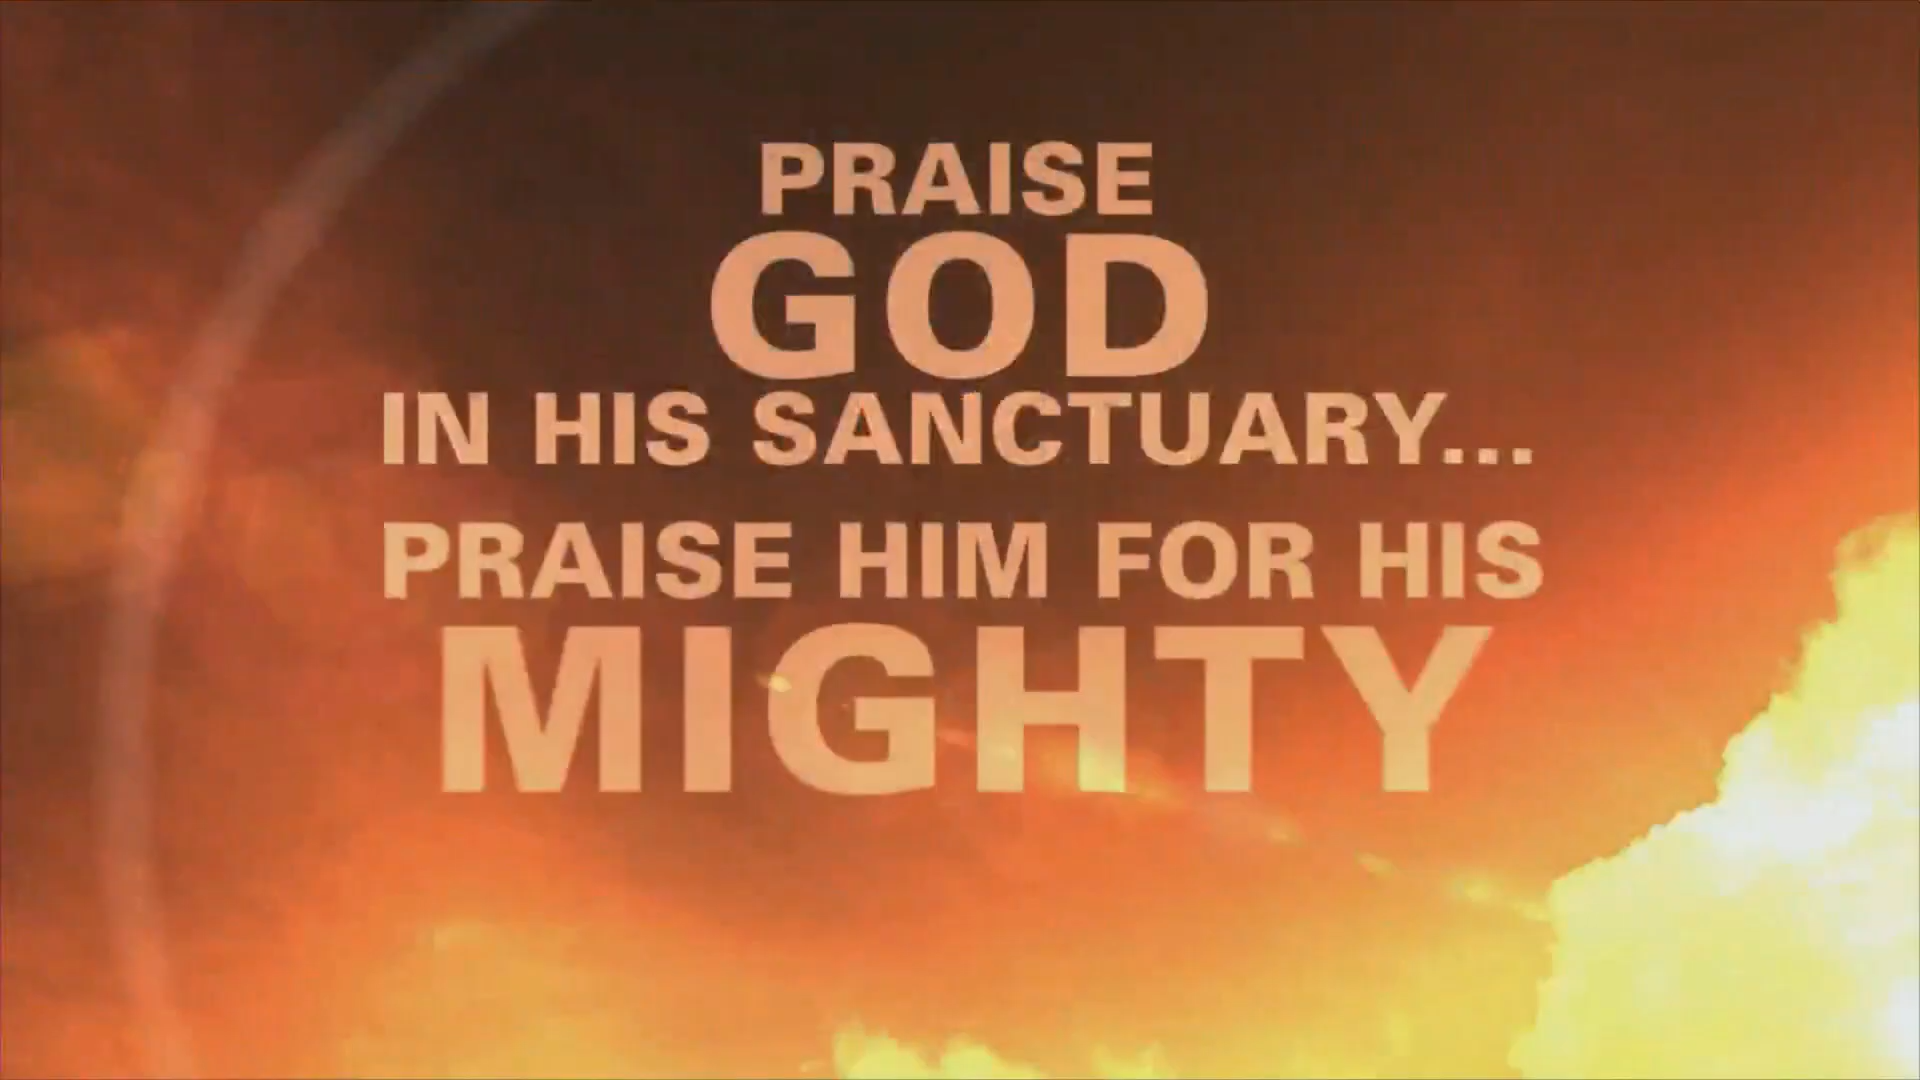 PRAISE
GOD
IN HIS SANCTUARY...
PRAISE HIM FOR HIS
MIGHTY